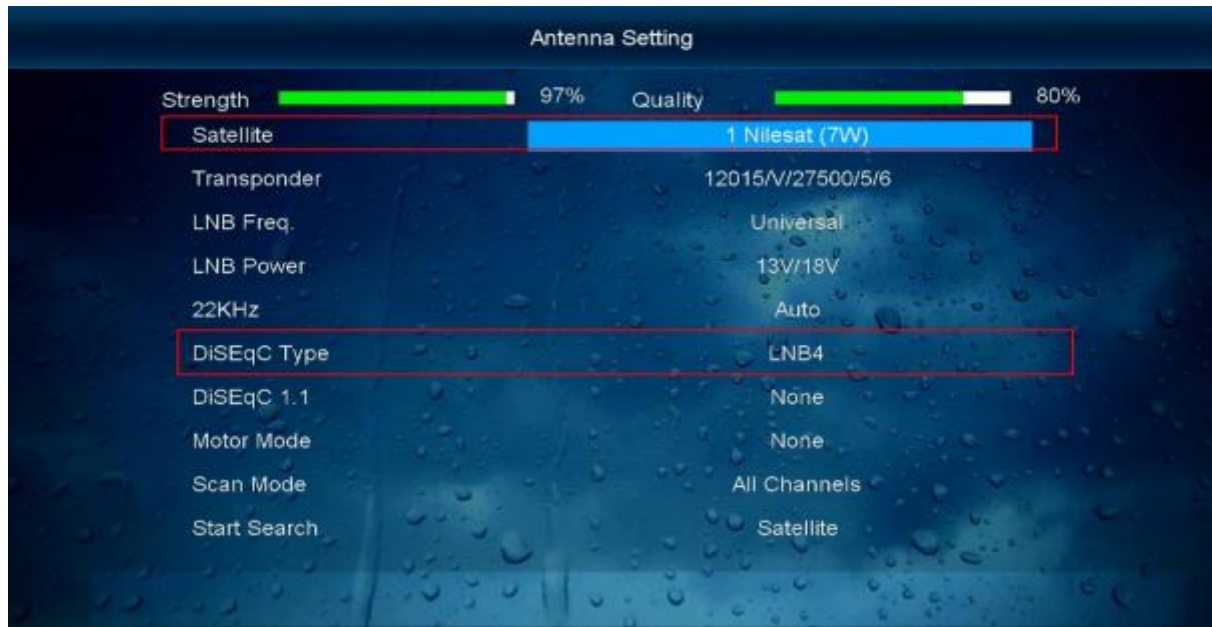 Antenna Setting
Strength 97% Quality 80%
Satellite 1 Nilesat (7W)
Transponder 12015/V/27500/5/6
LNB Freq. Universal
LNB Power 13V/18V
22KHz Auto
DiSEqC Type LNB4
DiSEqC 1.1 None
Motor Mode None
Scan Mode All Channels
Start Search Satellite